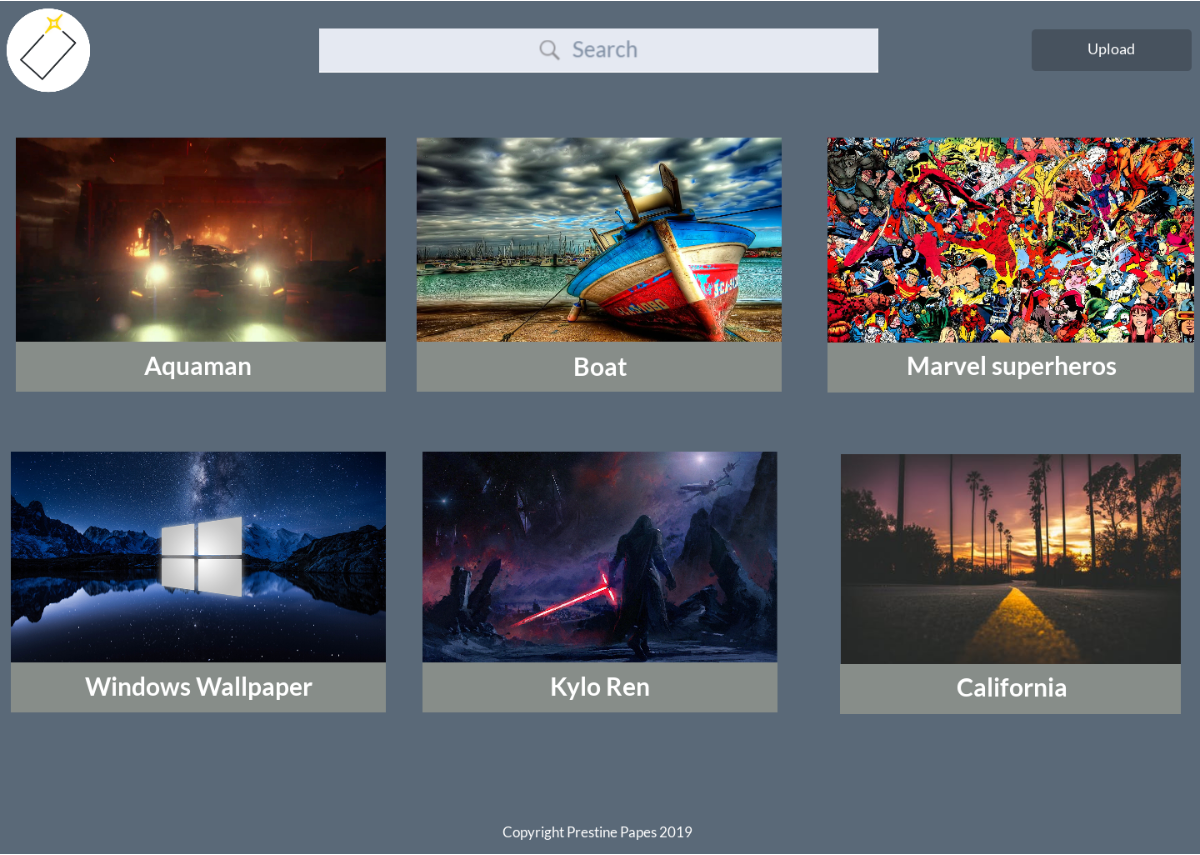 Search
Upload
Aquaman
Boat
Marvel superheros
Windows Wallpaper
Kylo Ren
California
Copyright Prestine Papes 2019